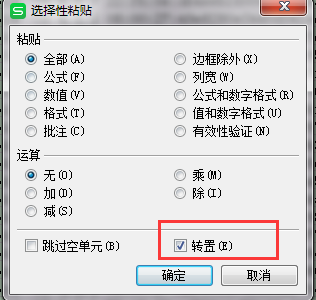 S 选择性粘贴
粘贴
全部(A) 边框除外(X)
公式(F) 列宽(W)
数值(V) 公式和数字格式(R)
格式(T) 值和数字格式(U)
批注(C) 有效性验证(N)
运算
无(O) 乘(M)
加(D) 除(I)
减(S)
跳过空单元(B) 转置(E)
确定 取消